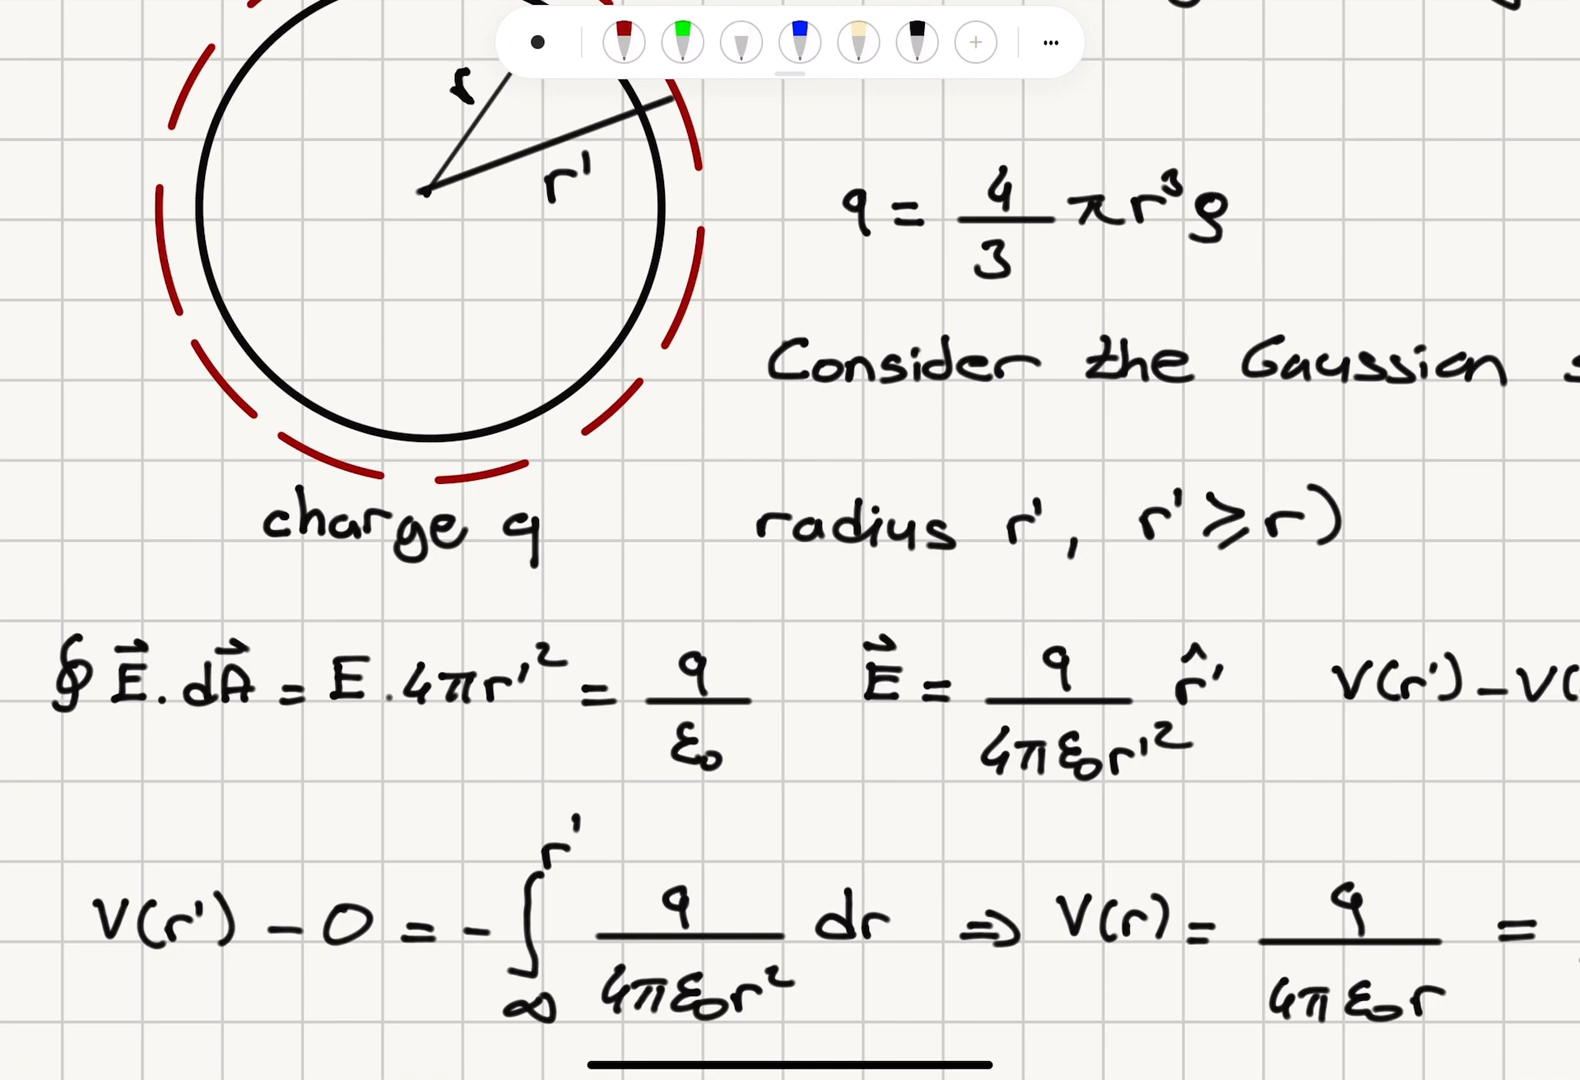 r
r'
q = 4/3 πr³ρ
Consider the Gaussian
charge q
radius r', r' ⩾ r)
∮ E⃗ . dA⃗ = E . 4πr'² = q/ε₀
E⃗ = q/4πε₀r'² r̂'
V(r') - V(
V(r') - 0 = - ∫_∞^r' q/4πε₀r² dr ⇒ V(r) = q/4πε₀r =